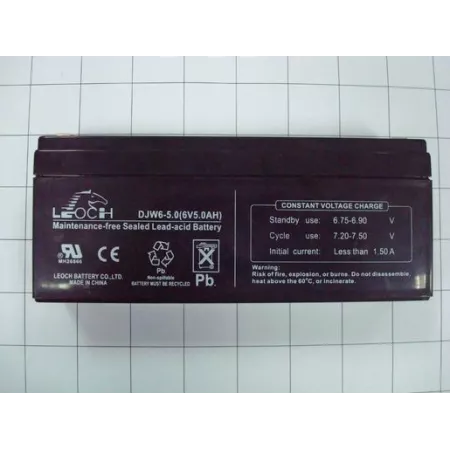 LEOCH
DJW6-5.0(6V5.0AH)
Maintenance-free Sealed Lead-acid Battery
MH26866
LEOCH BATTERY CO.,LTD.
MADE IN CHINA
CE
Pb
Non(spillable)
BATTERY MUST BE RECYCLED
Pb
CONSTANT VOLTAGE CHARGE
Standby use: 6.75-6.90 V
Cycle use: 7.20-7.50 V
Initial current: Less than 1.50 A
Warning:
Risk of fire, explosion, or burns. Do not disassemble,
heat above 60°C, or incinerate.